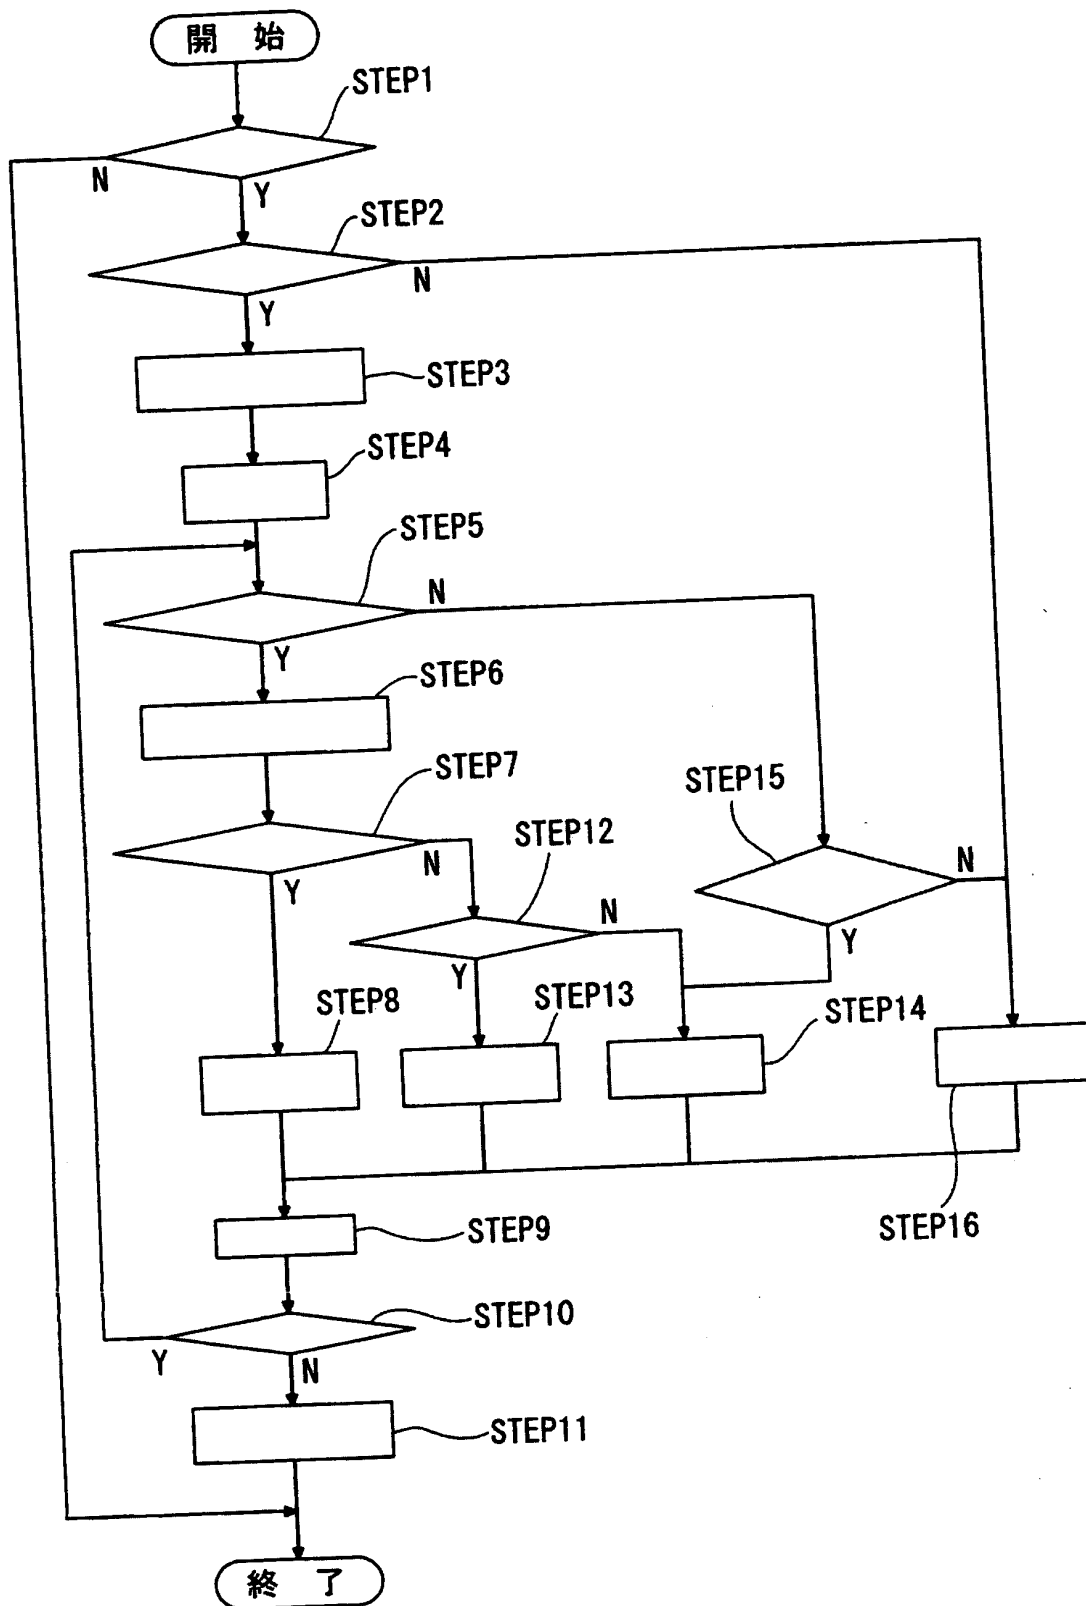 開 始
STEP1
N
Y
STEP2
N
Y
STEP3
STEP4
STEP5
N
Y
STEP6
STEP7
N
Y
STEP12
N
Y
STEP15
N
Y
STEP8
STEP13
STEP14
STEP16
STEP9
STEP10
Y
N
STEP11
終 了